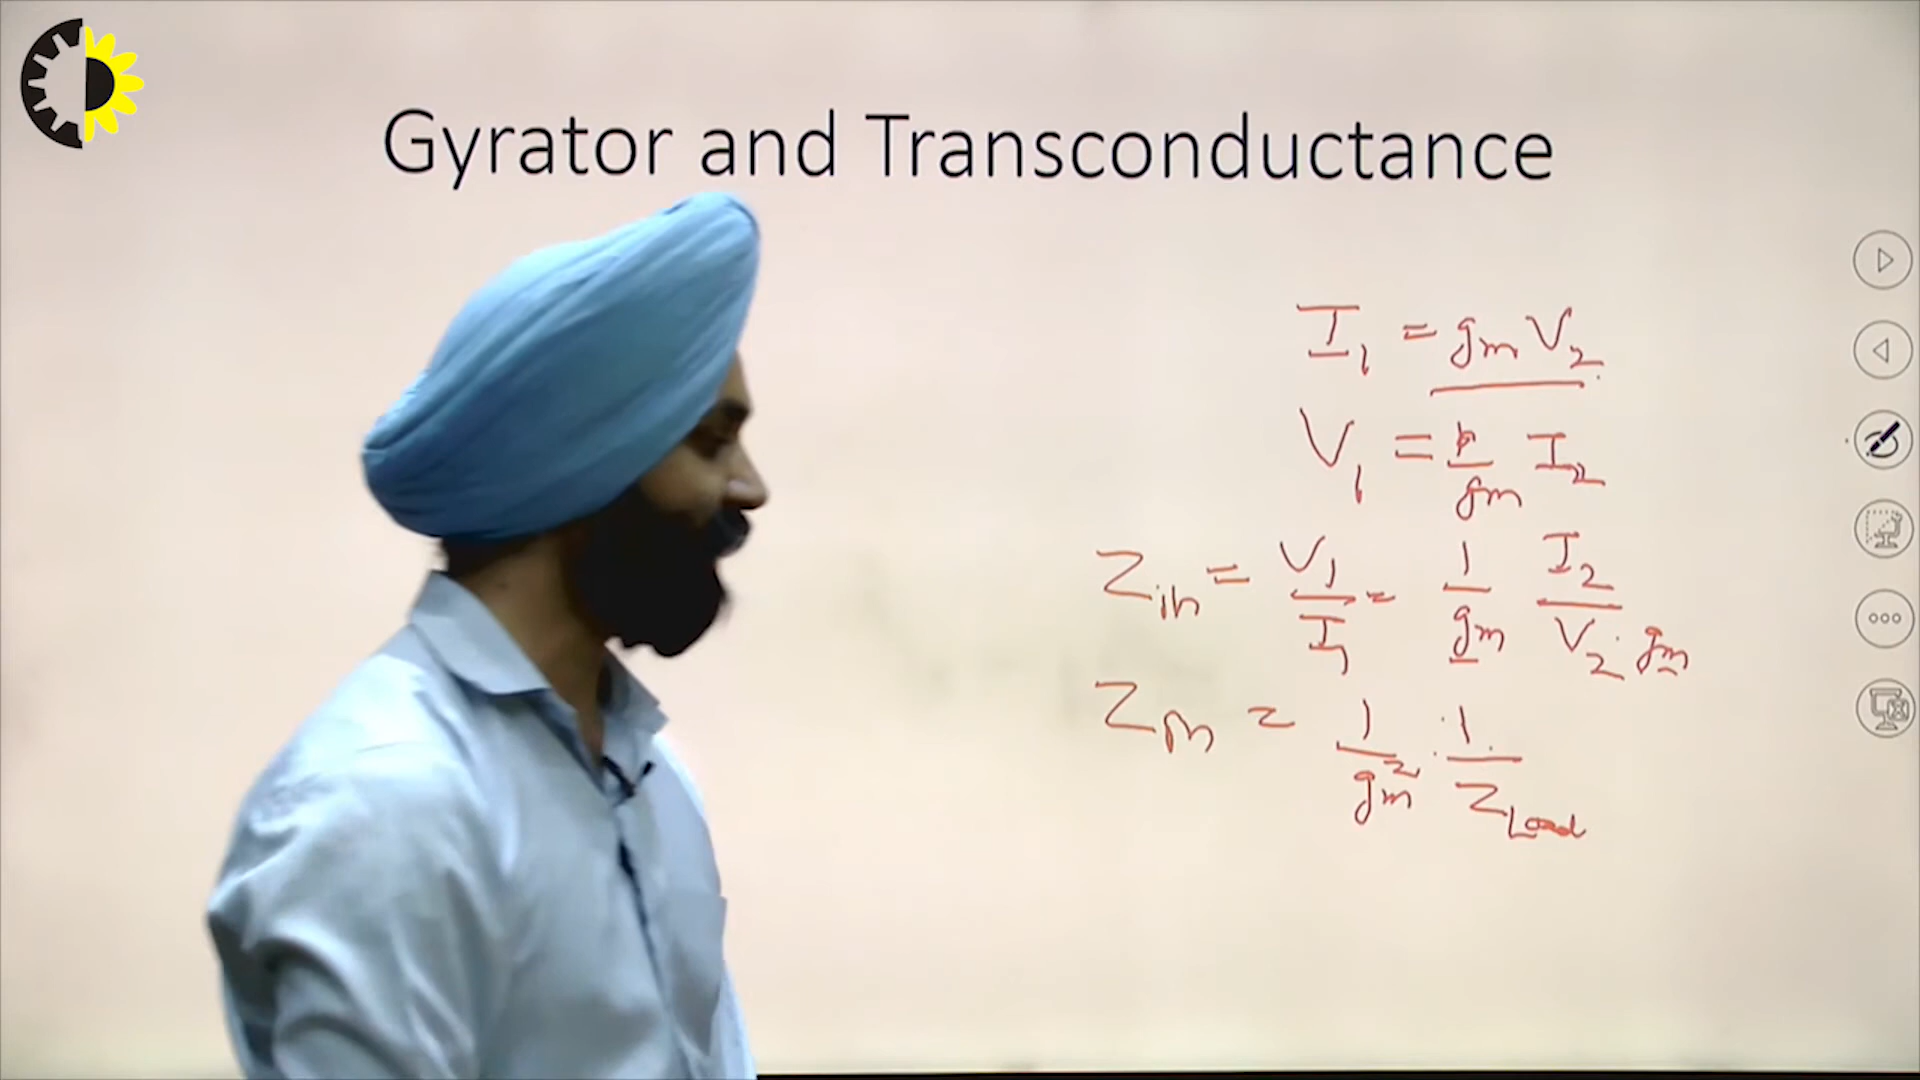 Gyrator and Transconductance
I₁ = gm V₂
V₁ = 1/gm I₂
Zin = V₁/I₁ = 1/gm I₂/V₂·gm
Zin = 1/gm² · 1/ZLoad